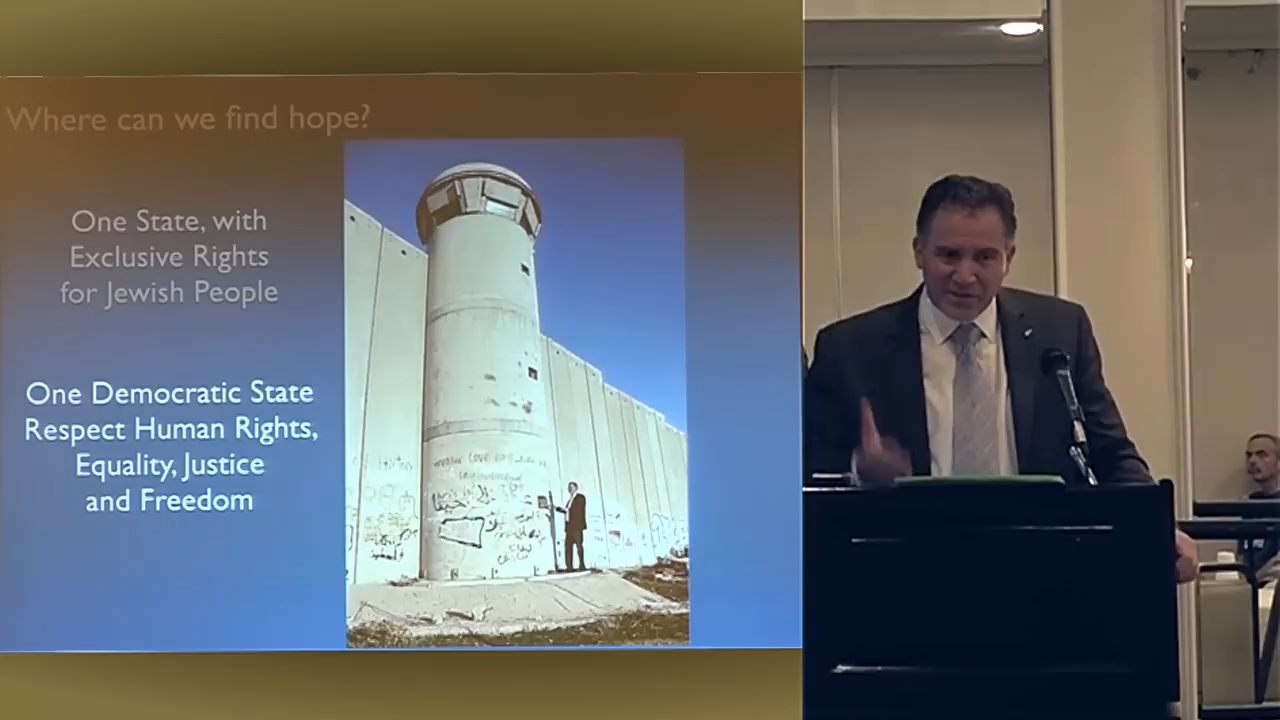 Where can we find hope?
One State, with
Exclusive Rights
for Jewish People
One Democratic State
Respect Human Rights,
Equality, Justice
and Freedom